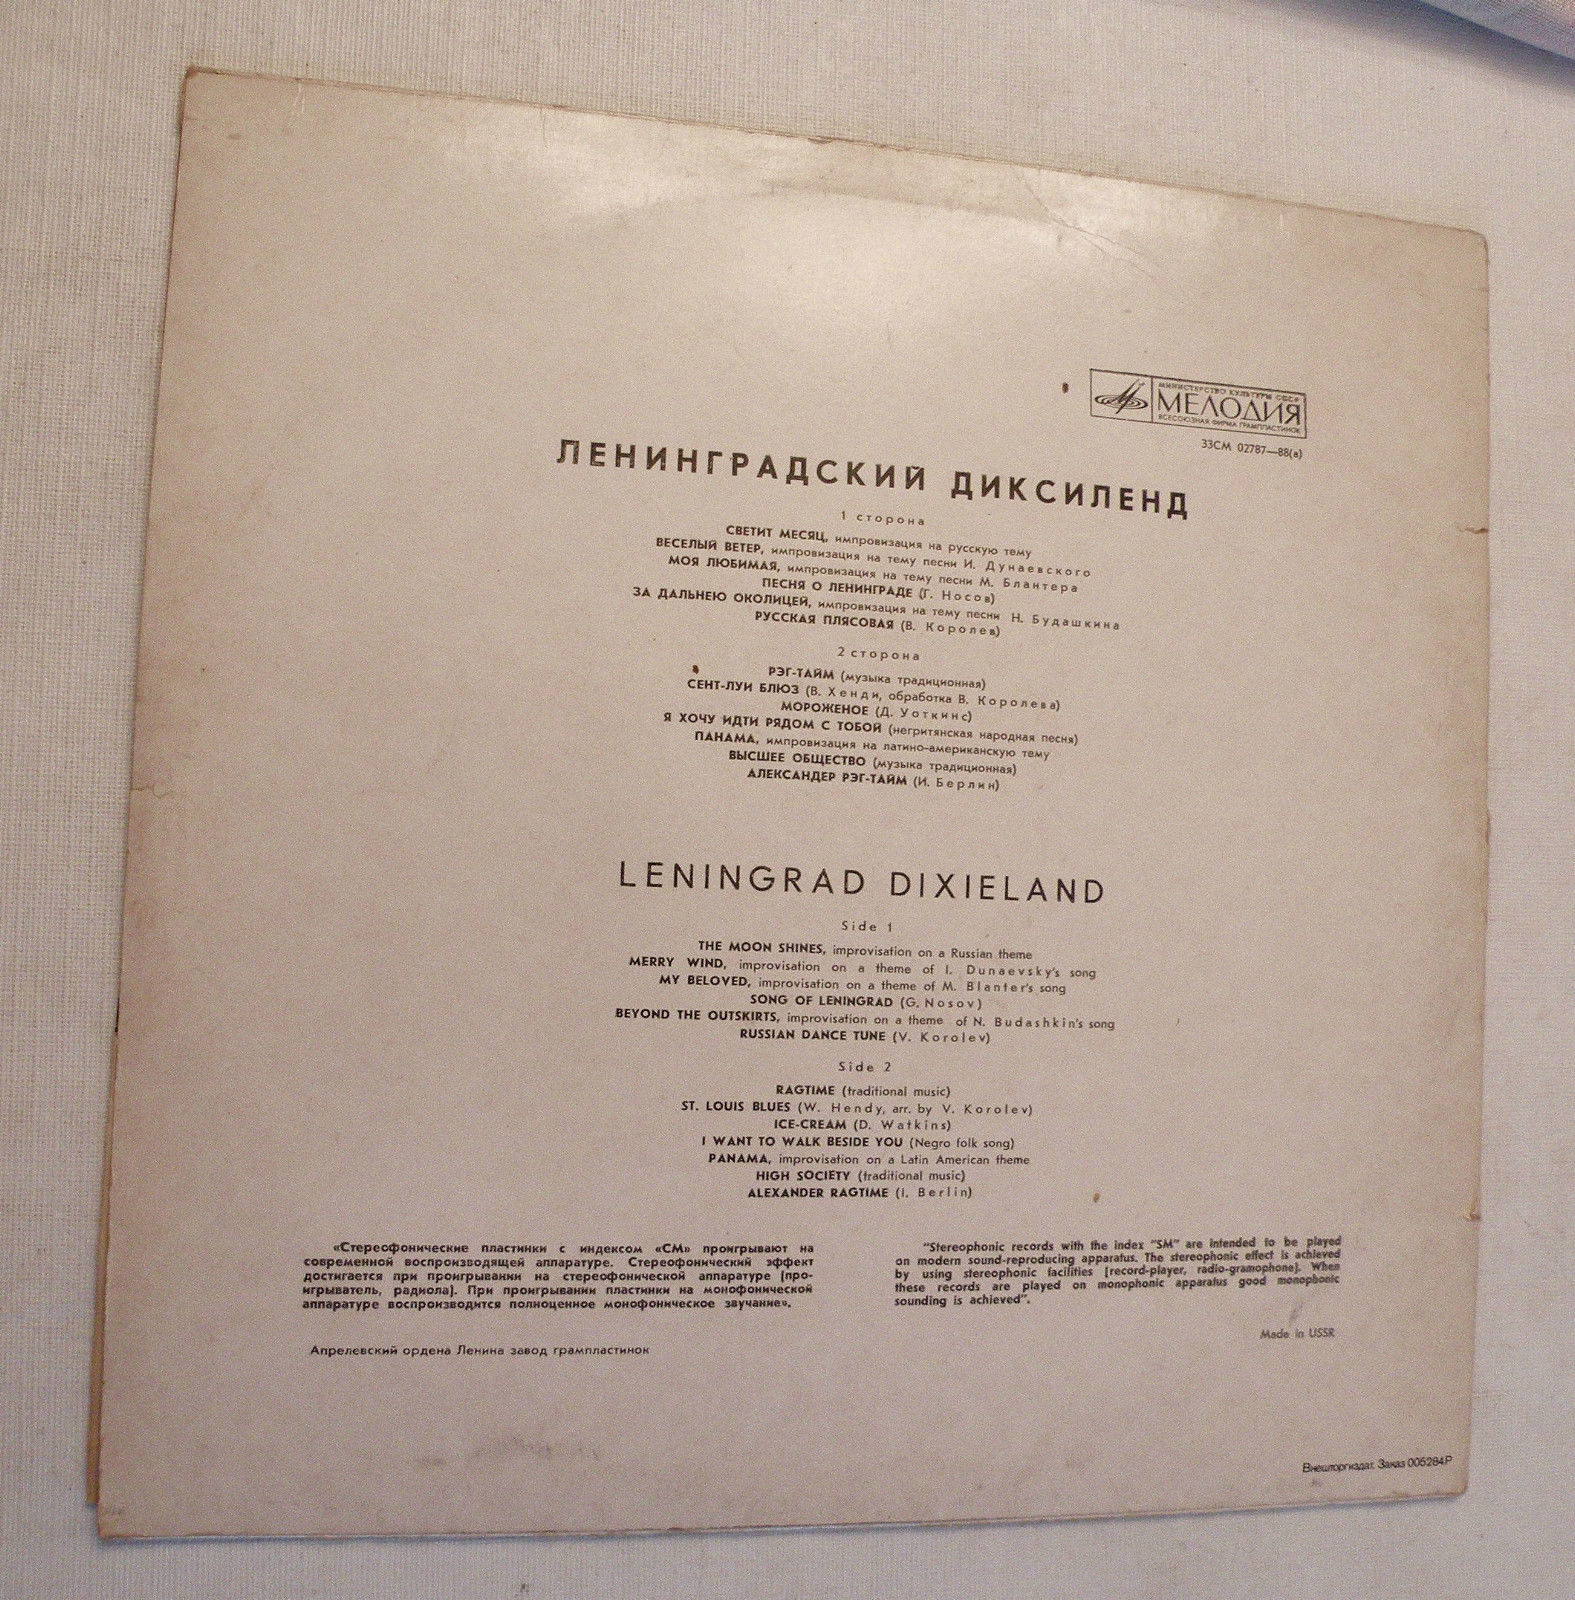 МИНИСТЕРСТВО КУЛЬТУРЫ СССР
МЕЛОДИЯ
ВСЕСОЮЗНАЯ ФИРМА ГРАМПЛАСТИНОК
33СМ 02787—88(а)
ЛЕНИНГРАДСКИЙ ДИКСИЛЕНД
1 сторона
СВЕТИТ МЕСЯЦ, импровизация на русскую тему
ВЕСЕЛЫЙ ВЕТЕР, импровизация на тему песни И. Дунаевского
МОЯ ЛЮБИМАЯ, импровизация на тему песни М. Блантера
ПЕСНЯ О ЛЕНИНГРАДЕ (Г. Носов)
ЗА ДАЛЬНЕЮ ОКОЛИЦЕЙ, импровизация на тему песни Н. Будашкина
РУССКАЯ ПЛЯСОВАЯ (В. Королев)
2 сторона
РЭГ-ТАЙМ (музыка традиционная)
СЕНТ-ЛУИ БЛЮЗ (В. Хенди, обработка В. Королева)
МОРОЖЕНОЕ (Д. Уоткинс)
Я ХОЧУ ИДТИ РЯДОМ С ТОБОЙ (негритянская народная песня)
ПАНАМА, импровизация на латино-американскую тему
ВЫСШЕЕ ОБЩЕСТВО (музыка традиционная)
АЛЕКСАНДЕР РЭГ-ТАЙМ (И. Берлин)
LENINGRAD DIXIELAND
Side 1
THE MOON SHINES, improvisation on a Russian theme
MERRY WIND, improvisation on a theme of I. Dunaevsky's song
MY BELOVED, improvisation on a theme of M. Blanter's song
SONG OF LENINGRAD (G. Nosov)
BEYOND THE OUTSKIRTS, improvisation on a theme of N. Budashkin's song
RUSSIAN DANCE TUNE (V. Korolev)
Side 2
RAGTIME (traditional music)
ST. LOUIS BLUES (W. Hendy, arr. by V. Korolev)
ICE-CREAM (D. Watkins)
I WANT TO WALK BESIDE YOU (Negro folk song)
PANAMA, improvisation on a Latin American theme
HIGH SOCIETY (traditional music)
ALEXANDER RAGTIME (I. Berlin)
«Стереофонические пластинки с индексом «СМ» проигрывают на
современной воспроизводящей аппаратуре. Стереофонический эффект
достигается при проигрывании на стереофонической аппаратуре (про-
игрыватель, радиола). При проигрывании пластинки на монофонической
аппаратуре воспроизводится полноценное монофоническое звучание».
"Stereophonic records with the index "SM" are intended to be played
on modern sound-reproducing apparatus. The stereophonic effect is achieved
by using stereophonic facilities (record-player, radio-gramophone). When
these records are played on monophonic apparatus good monophonic
sounding is achieved".
Made in USSR
Апрелевский ордена Ленина завод грампластинок
Внешторгиздат. Заказ 005284Р